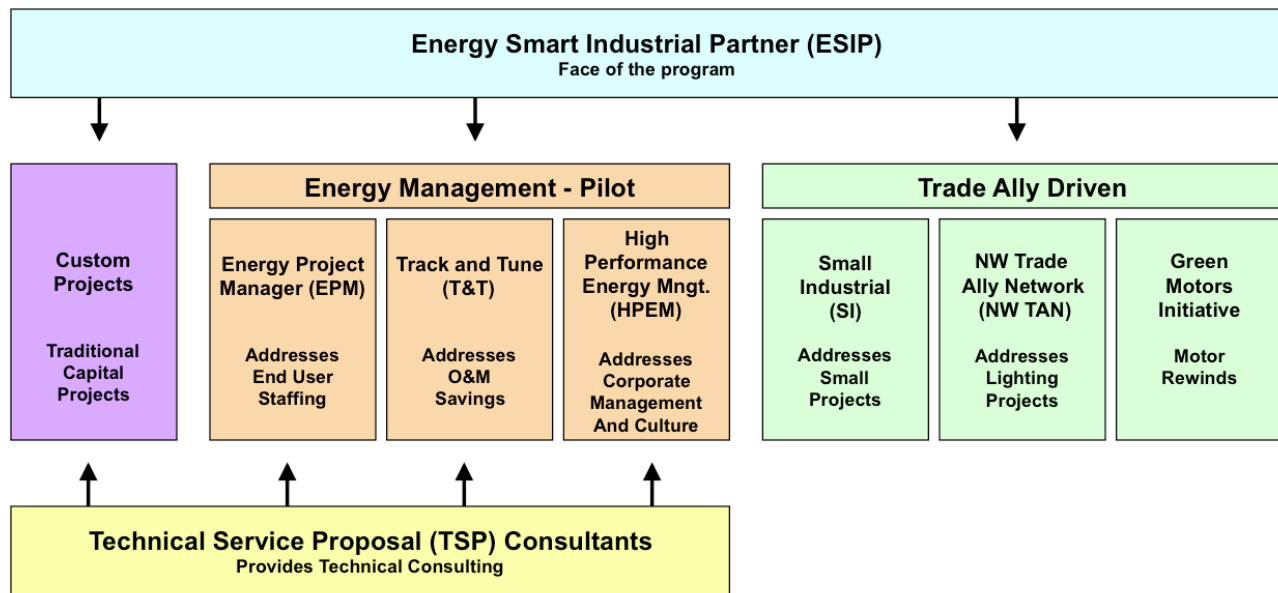 Energy Smart Industrial Partner (ESIP)
Face of the program
Custom
Projects
Traditional
Capital
Projects
Energy Management - Pilot
Energy Project
Manager (EPM)
Addresses
End User
Staffing
Track and Tune
(T&T)
Addresses
O&M
Savings
High
Performance
Energy Mngt.
(HPEM)
Addresses
Corporate
Management
And Culture
Trade Ally Driven
Small
Industrial
(SI)
Addresses
Small
Projects
NW Trade
Ally Network
(NW TAN)
Addresses
Lighting
Projects
Green
Motors
Initiative
Motor
Rewinds
Technical Service Proposal (TSP) Consultants
Provides Technical Consulting